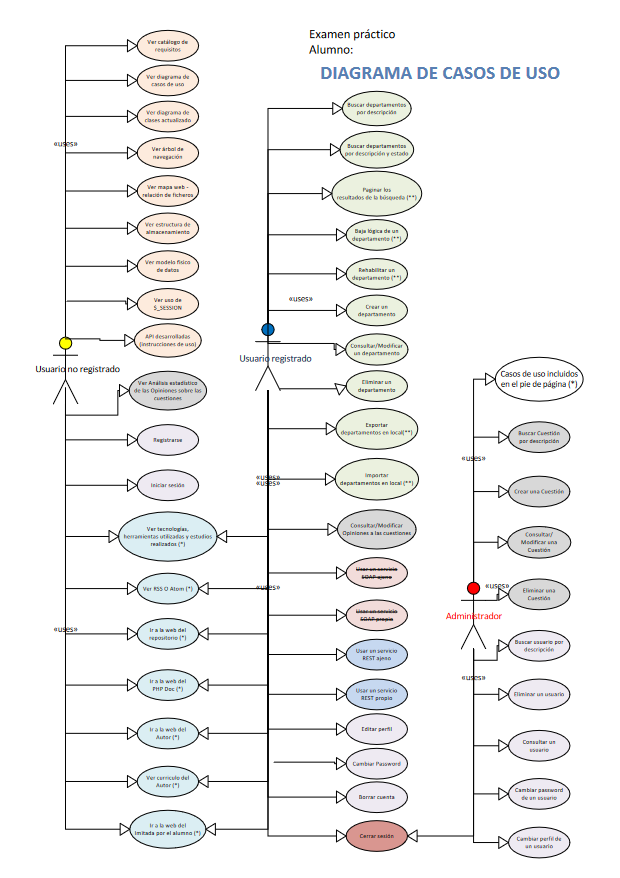 Examen práctico
Alumno:
DIAGRAMA DE CASOS DE USO
Ver catálogo de
requisitos
Ver diagrama de
casos de uso
Ver diagrama de
clases actualizado
«uses»
Ver árbol de
navegación
Ver mapa web -
relación de ficheros
Ver estructura de
almacenamiento
Ver modelo físico
de datos
Ver uso de
$_SESSION
API desarrollados
(instrucciones de uso)
Usuario no registrado
Ver Análisis estadístico
de las Opiniones sobre las
cuestiones
Registrarse
Iniciar sesión
Ver tecnologías,
herramientas utilizadas y estudios
realizados (*)
Ver RSS O Atom (*)
«uses»
Ir a la web del
repositorio (*)
Ir a la web del
PHP Doc (*)
Ir a la web del
Autor (*)
Ver currículo del
Autor (*)
Ir a la web del
imitada por el alumno (*)
Buscar departamentos
por descripción
Buscar departamentos
por descripción y estado
Paginar los
resultados de la búsqueda (**)
Baja lógica de un
departamento (**)
Rehabilitar un
departamento (**)
«uses»
Crear un
departamento
Usuario registrado
Consultar/Modificar
un departamento
Eliminar un
departamento
Exportar
departamentos en local(**)
«uses»
«uses»
Importar
departamentos en local (**)
Consultar/Modificar
Opiniones a las cuestiones
«uses»
Usar un servicio
SOAP ajeno
Usar un servicio
SOAP propio
Usar un servicio
REST ajeno
Usar un servicio
REST propio
Editar perfil
Cambiar Password
Borrar cuenta
Cerrar sesión
Casos de uso incluidos
en el pie de página (*)
Buscar Cuestión
por descripción
«uses»
Crear una Cuestión
Consultar/
Modificar una
Cuestión
«uses»
Eliminar una
Cuestión
Administrador
Buscar usuario por
descripción
«uses»
Eliminar un usuario
Consultar un
usuario
Cambiar password
de un usuario
Cambiar perfil de
un usuario